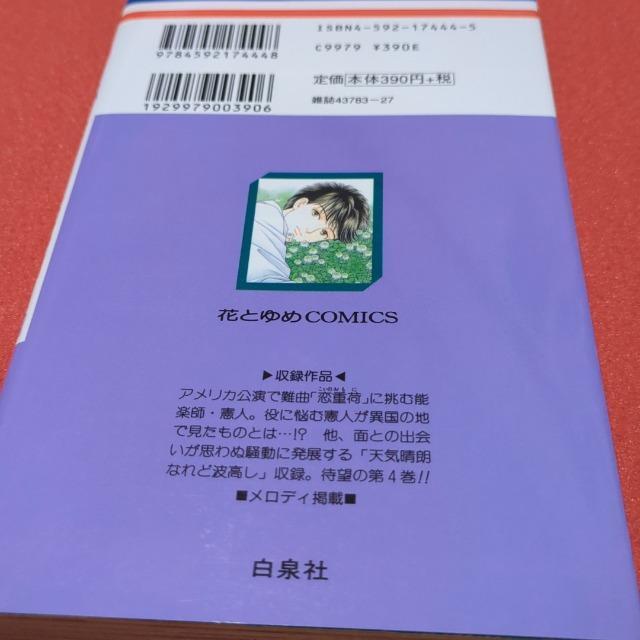 ISBN4-592-17444-5
9784592174448
C9979 ¥390E
定価 本体390円+税
1929979003906
雑誌43783-27
花とゆめCOMICS
▶収録作品◀
アメリカ公演で難曲「恋重荷」に挑む能
こいのおもに
楽師・憲人。役に悩む憲人が異国の地
で見たものとは…!? 他、面との出会
いが思わぬ騒動に発展する「天気晴朗
なれど波高し」収録。待望の第4巻!!
■メロディ掲載■
白泉社